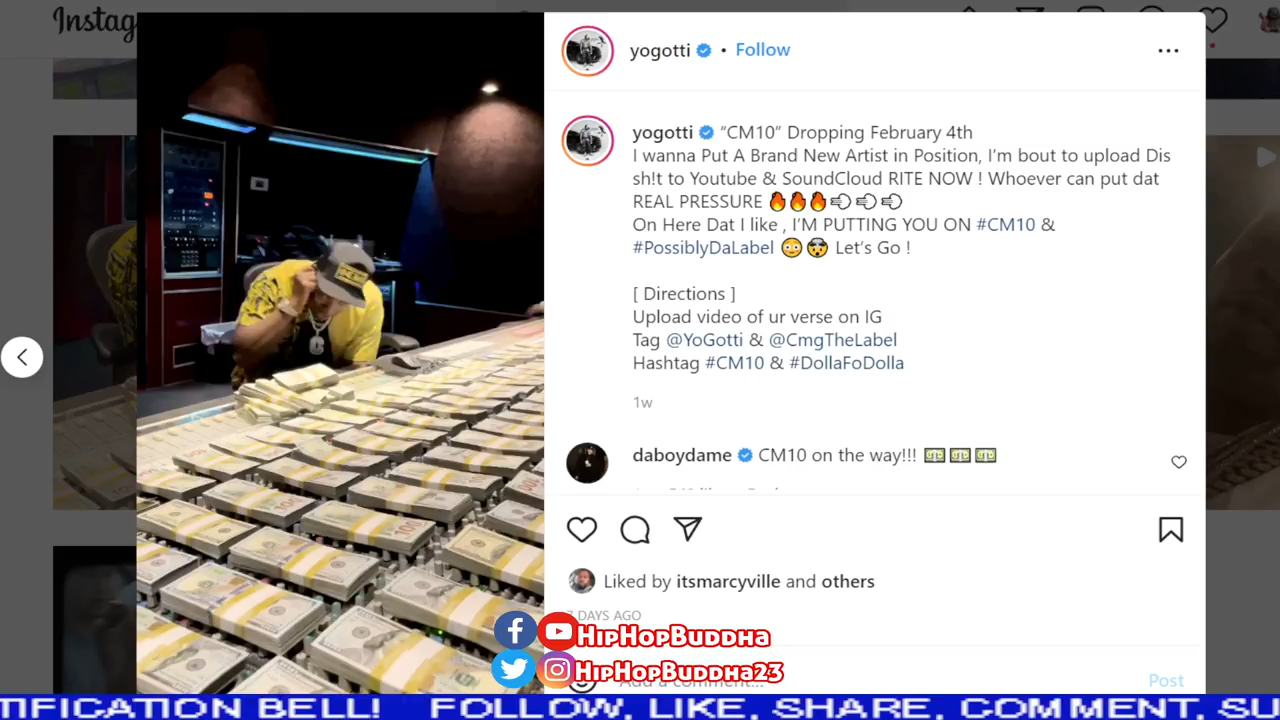 Instag
yogotti • Follow
yogotti “CM10” Dropping February 4th
I wanna Put A Brand New Artist in Position, I’m bout to upload Dis
sh!t to Youtube & SoundCloud RITE NOW ! Whoever can put dat
REAL PRESSURE 🔥🔥🔥💨💨💨
On Here Dat I like , I’M PUTTING YOU ON #CM10 &
#PossiblyDaLabel 😳🤯 Let’s Go !
[ Directions ]
Upload video of ur verse on IG
Tag @YoGotti & @CmgTheLabel
Hashtag #CM10 & #DollaFoDolla
1w
daboydame CM10 on the way!!! 💵💵💵
Liked by itsmarcyville and others
7 DAYS AGO
HipHopBuddha
HipHopBuddha23
Add a comment...
Post
TIFICATION BELL! FOLLOW, LIKE, SHARE, COMMENT, SU